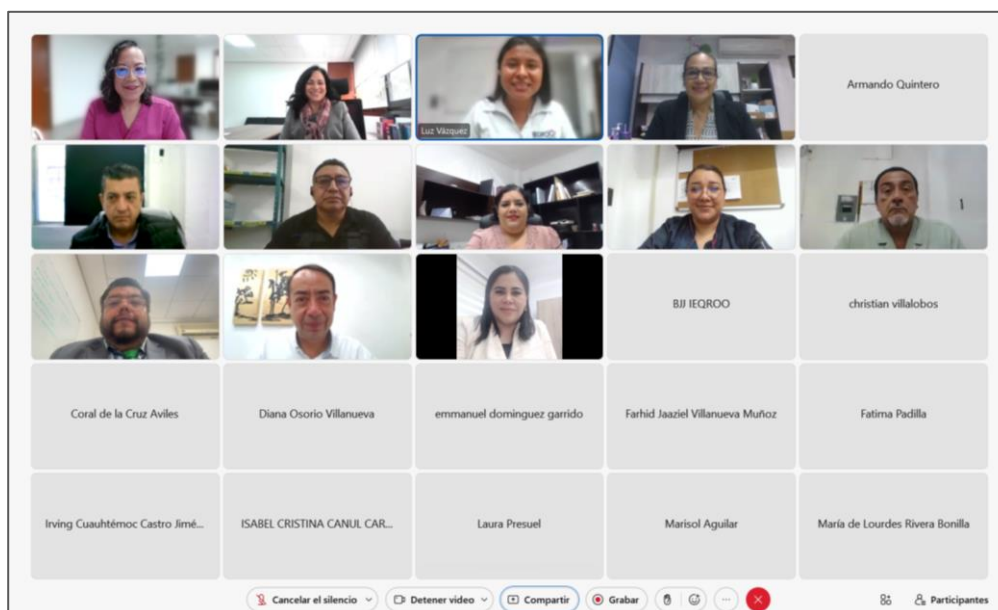 Armando Quintero
Luz Vázquez
BJJ IEQROO
christian villalobos
Coral de la Cruz Aviles
Diana Osorio Villanueva
emmanuel dominguez garrido
Farhid Jaaziel Villanueva Muñoz
Fatima Padilla
Irving Cuauhtémoc Castro Jimé...
ISABEL CRISTINA CANUL CAR...
Laura Presuel
Marisol Aguilar
María de Lourdes Rivera Bonilla
Cancelar el silencio
Detener video
Compartir
Grabar
Participantes